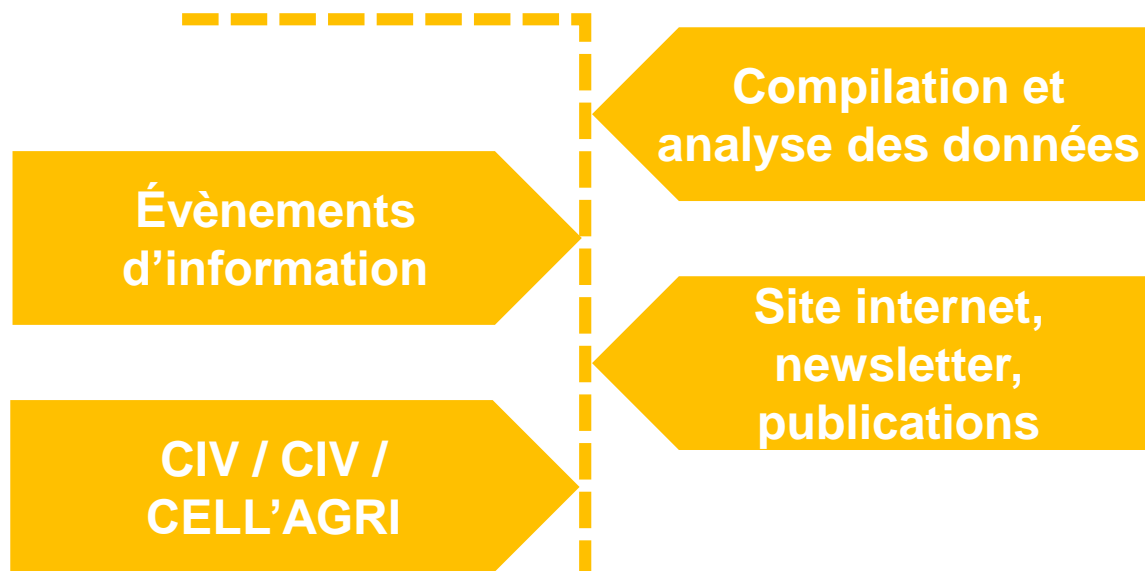 Compilation et
analyse des données
Évènements
d’information
Site internet,
newsletter,
publications
CIV / CIV /
CELL’AGRI